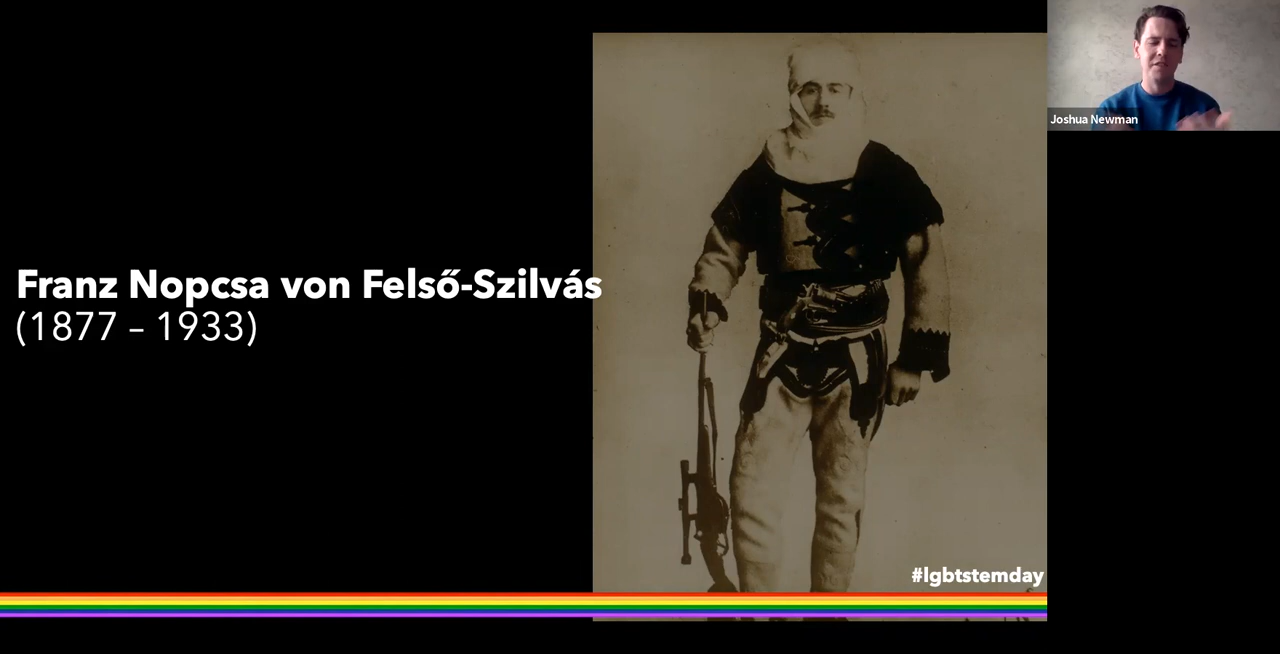 Franz Nopcsa von Felső-Szilvás
(1877 – 1933)
#lgbtstemday
Joshua Newman